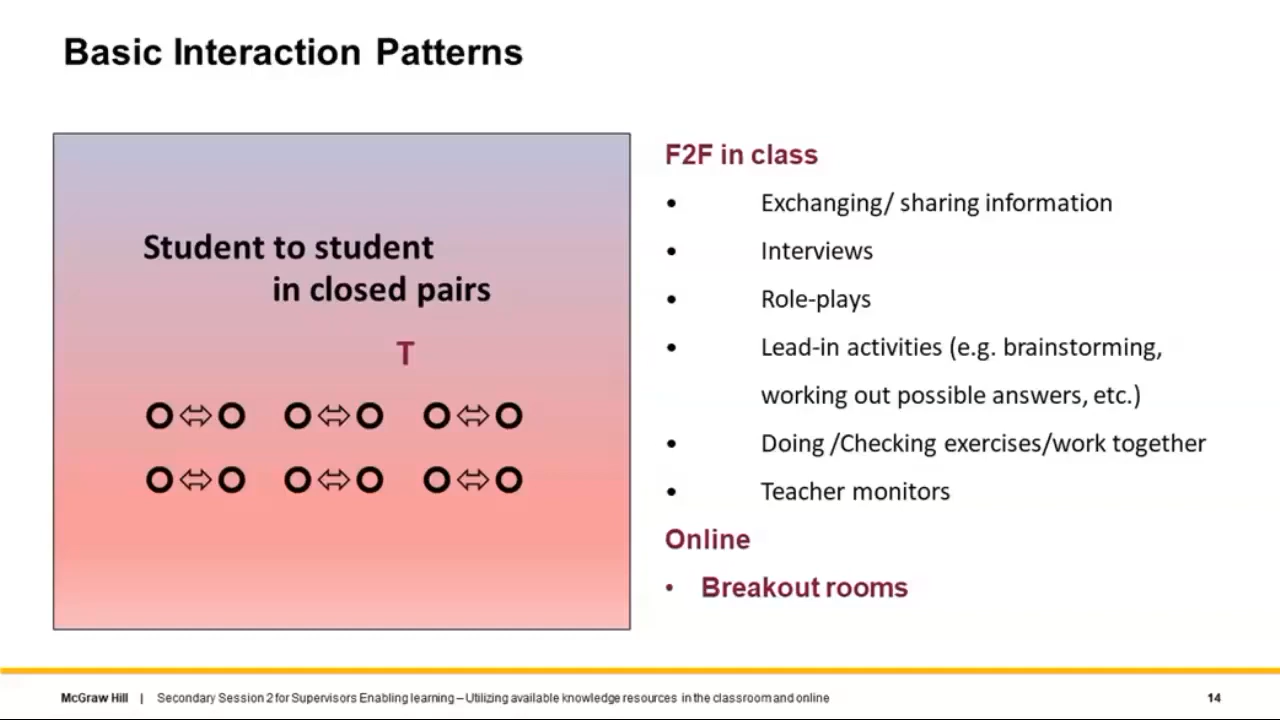 Basic Interaction Patterns
Student to student
in closed pairs
T
F2F in class
• Exchanging/ sharing information
• Interviews
• Role-plays
• Lead-in activities (e.g. brainstorming,
working out possible answers, etc.)
• Doing /Checking exercises/work together
• Teacher monitors
Online
• Breakout rooms
McGraw Hill | Secondary Session 2 for Supervisors Enabling learning – Utilizing available knowledge resources in the classroom and online 14